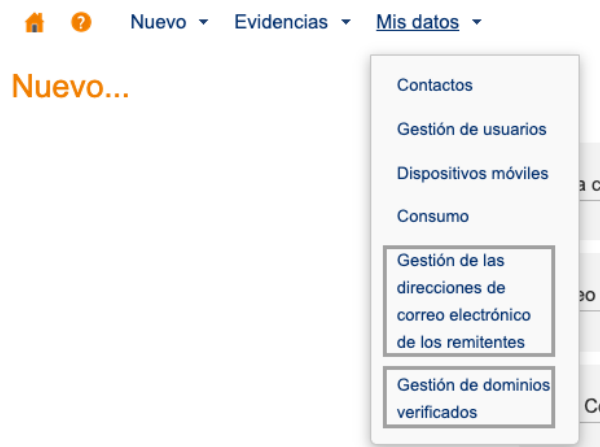 Nuevo Evidencias Mis datos
Nuevo...
Contactos
Gestión de usuarios
Dispositivos móviles
Consumo
Gestión de las
direcciones de
correo electrónico
de los remitentes
Gestión de dominios
verificados